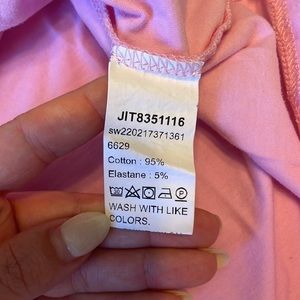 JIT8351116
sw220217371361
6629
Cotton : 95%
Elastane : 5%
WASH WITH LIKE
COLORS.